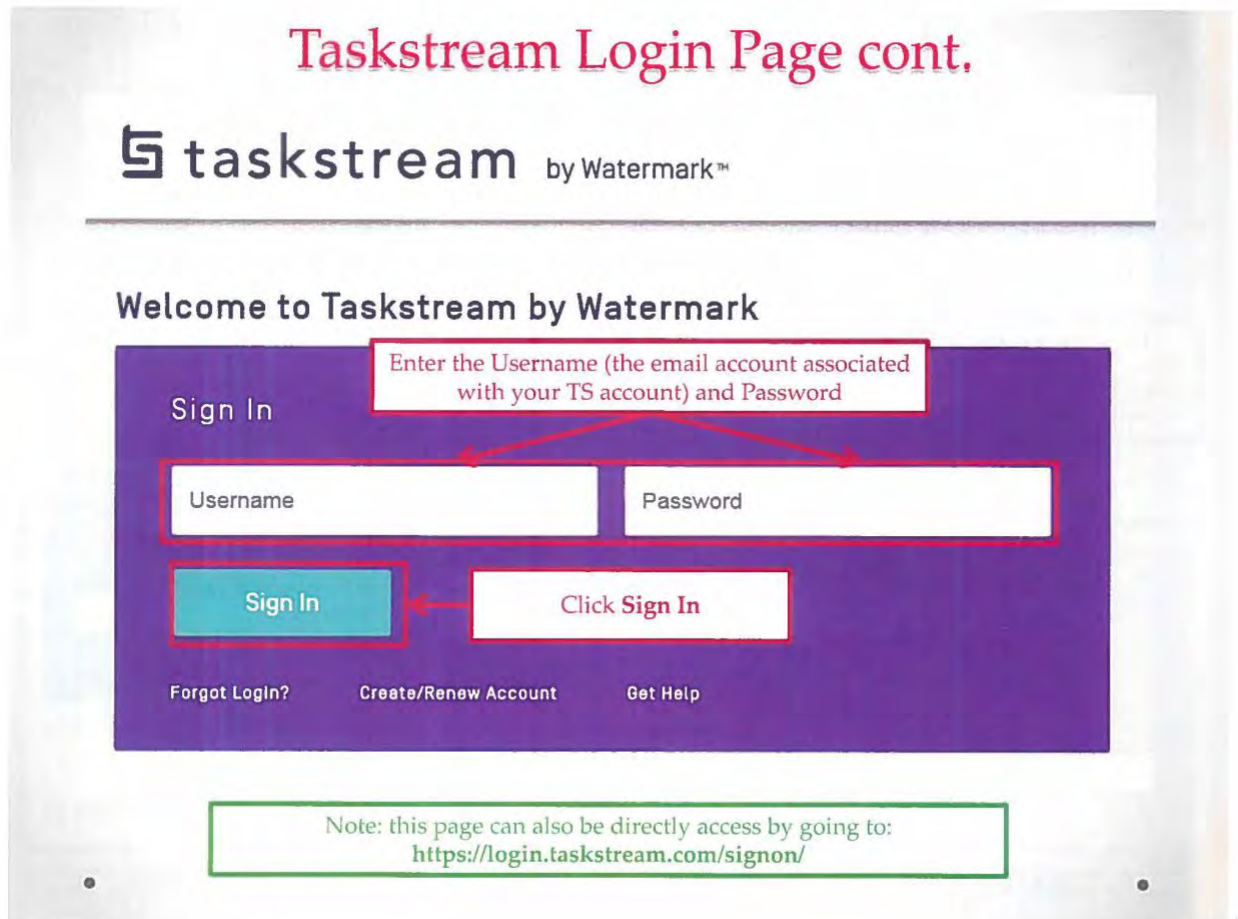 Taskstream Login Page cont.
taskstream by Watermark™
Welcome to Taskstream by Watermark
Enter the Username (the email account associated
with your TS account) and Password
Sign In
Username
Password
Sign In
Click Sign In
Forgot Login?
Create/Renew Account
Get Help
Note: this page can also be directly access by going to:
https://login.taskstream.com/signon/